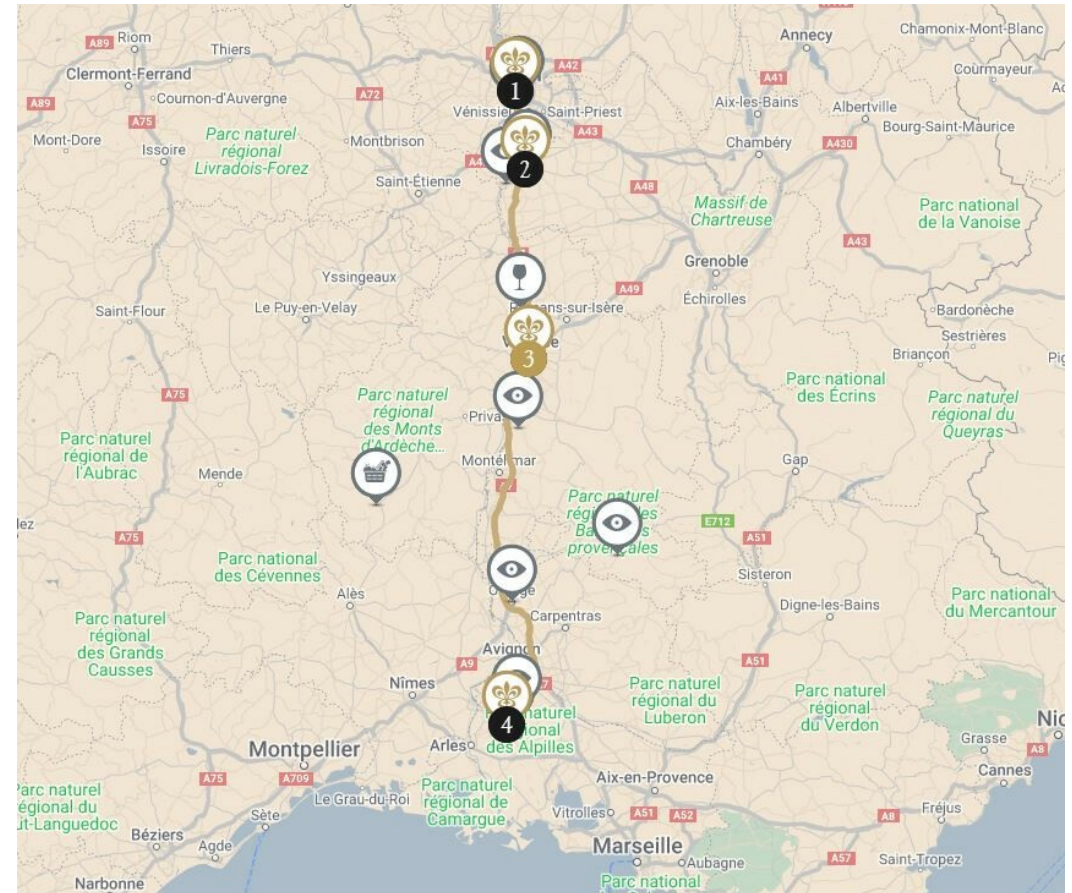 Riom
A89
Thiers
Clermont-Ferrand
A89
Cournon-d'Auvergne
A72
A75
Mont-Dore
Issoire
Parc naturel
régional
Livradois-Forez
Montbrison
Saint-Étienne
1
A42
Saint-Priest
A43
2
Annecy
Chamonix-Mont-Blanc
A41
Courmayeur
Aix-les-Bains
Albertville
Bourg-Saint-Maurice
Chambéry
A430
A48
Massif de
Chartreuse
Parc national
de la Vanoise
A43
Grenoble
Échirolles
A49
Yssingeaux
Le Puy-en-Velay
Saint-Flour
3
Bardonèche
Sestrières
Briançon
Parc national
des Écrins
Parc naturel
régional du
Queyras
A75
Parc naturel
régional
des Monts
d'Ardèche...
Parc naturel
régional de
l'Aubrac
Mende
Gap
E712
A51
Sisteron
Digne-les-Bains
Parc national
du Mercantour
A75
Parc national
des Cévennes
Alès
Parc naturel
régional
des Grands
Causses
Carpentras
Avignon
A9
Nîmes
4
des Alpilles
Arles
A51
Parc naturel
régional du
Luberon
Parc naturel
régional
du Verdon
Grasse
A8
Cannes
Montpellier
A75
A709
Le Grau-du-Roi
Parc naturel
régional de
Camargue
Sète
Béziers
Agde
Narbonne
Aix-en-Provence
Vitrolles
A51
A52
Marseille
Aubagne
Parc national
A8
Fréjus
A57
Saint-Tropez